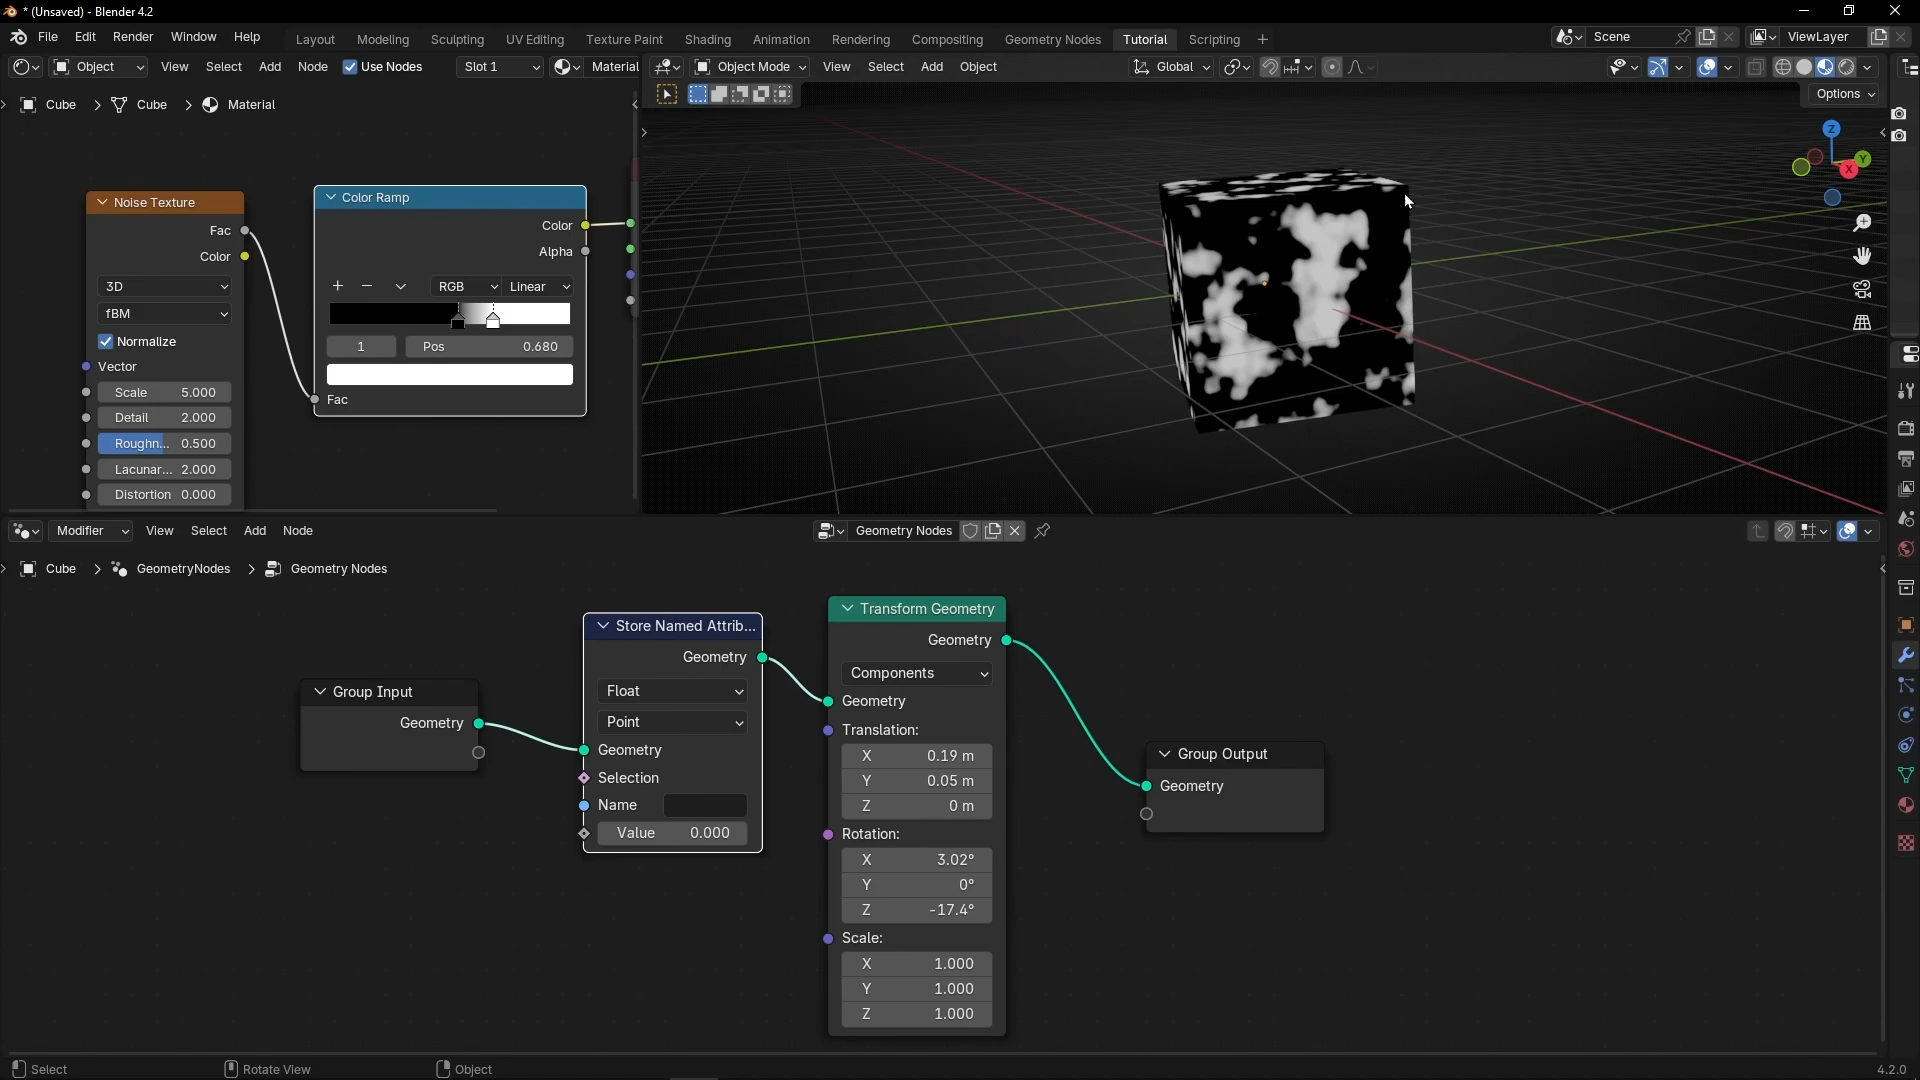 * (Unsaved) - Blender 4.2
File Edit Render Window Help Layout Modeling Sculpting UV Editing Texture Paint Shading Animation Rendering Compositing Geometry Nodes Tutorial Scripting + Scene ViewLayer
Object View Select Add Node Use Nodes Slot 1 Material
Object Mode View Select Add Object Global
Options
Cube > Cube > Material
Z
Y
X
Noise Texture
Fac
Color
3D
fBM
Normalize
Vector
Scale 5.000
Detail 2.000
Roughn... 0.500
Lacunar... 2.000
Distortion 0.000
Color Ramp
Color
Alpha
+ − RGB Linear
1 Pos 0.680
Fac
Modifier View Select Add Node Geometry Nodes
Cube > GeometryNodes > Geometry Nodes
Group Input
Geometry
Store Named Attrib...
Geometry
Float
Point
Geometry
Selection
Name
Value 0.000
Transform Geometry
Geometry
Components
Geometry
Translation:
X 0.19 m
Y 0.05 m
Z 0 m
Rotation:
X 3.02°
Y 0°
Z -17.4°
Scale:
X 1.000
Y 1.000
Z 1.000
Group Output
Geometry
Select Rotate View Object 4.2.0